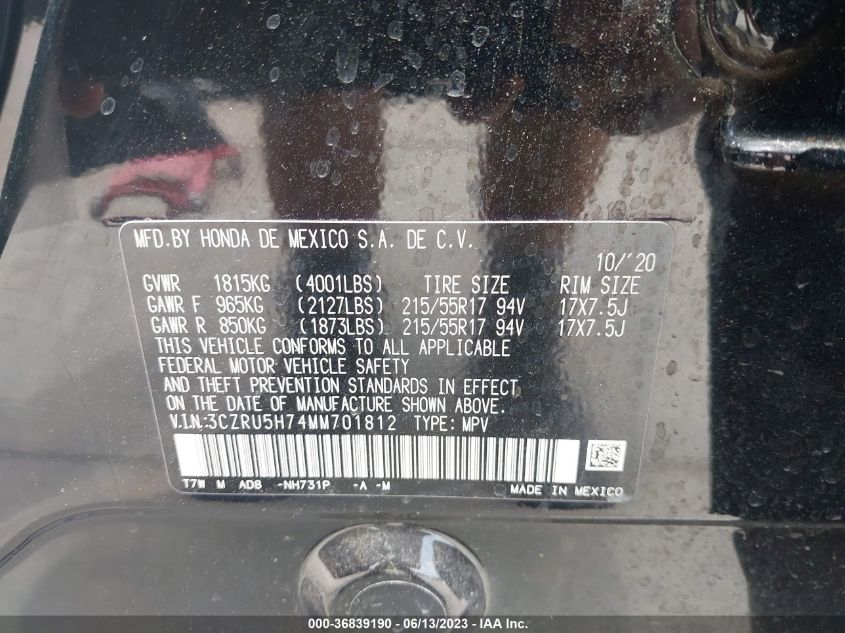 MFD.BY HONDA DE MEXICO S.A. DE C.V.
10/'20
GVWR 1815KG (4001LBS) TIRE SIZE RIM SIZE
GAWR F 965KG (2127LBS) 215/55R17 94V 17X7.5J
GAWR R 850KG (1873LBS) 215/55R17 94V 17X7.5J
THIS VEHICLE CONFORMS TO ALL APPLICABLE
FEDERAL MOTOR VEHICLE SAFETY
AND THEFT PREVENTION STANDARDS IN EFFECT
ON THE DATE OF MANUFACTURE SHOWN ABOVE.
V.I.N.:3CZRU5H74MM701812 TYPE: MPV
T7W M AD8 -NH731P -A -M MADE IN MEXICO
000-36839190 - 06/13/2023 - © IAA Inc.